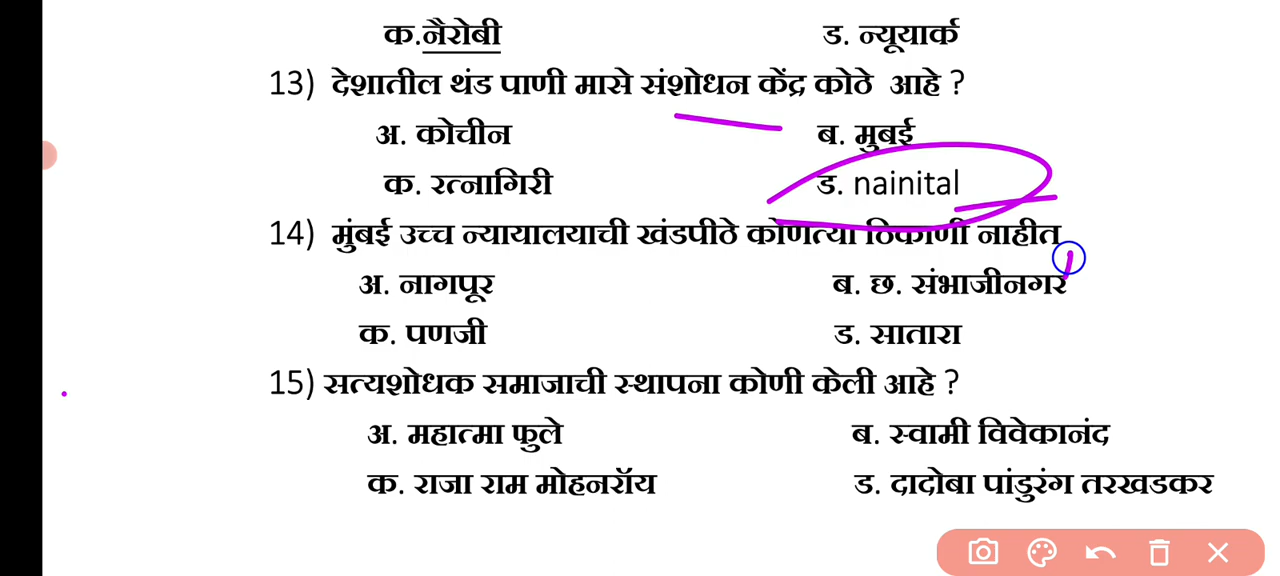 क.नैरोबी ड. न्यूयार्क
13) देशातील थंड पाणी मासे संशोधन केंद्र कोठे आहे ?
अ. कोचीन ब. मुबई
क. रत्नागिरी ड. nainital
14) मुंबई उच्च न्यायालयाची खंडपीठे कोणत्या ठिकाणी नाहीत
अ. नागपूर ब. छ. संभाजीनगर
क. पणजी ड. सातारा
15) सत्यशोधक समाजाची स्थापना कोणी केली आहे ?
अ. महात्मा फुले ब. स्वामी विवेकानंद
क. राजा राम मोहनरॉय ड. दादोबा पांडुरंग तरखडकर